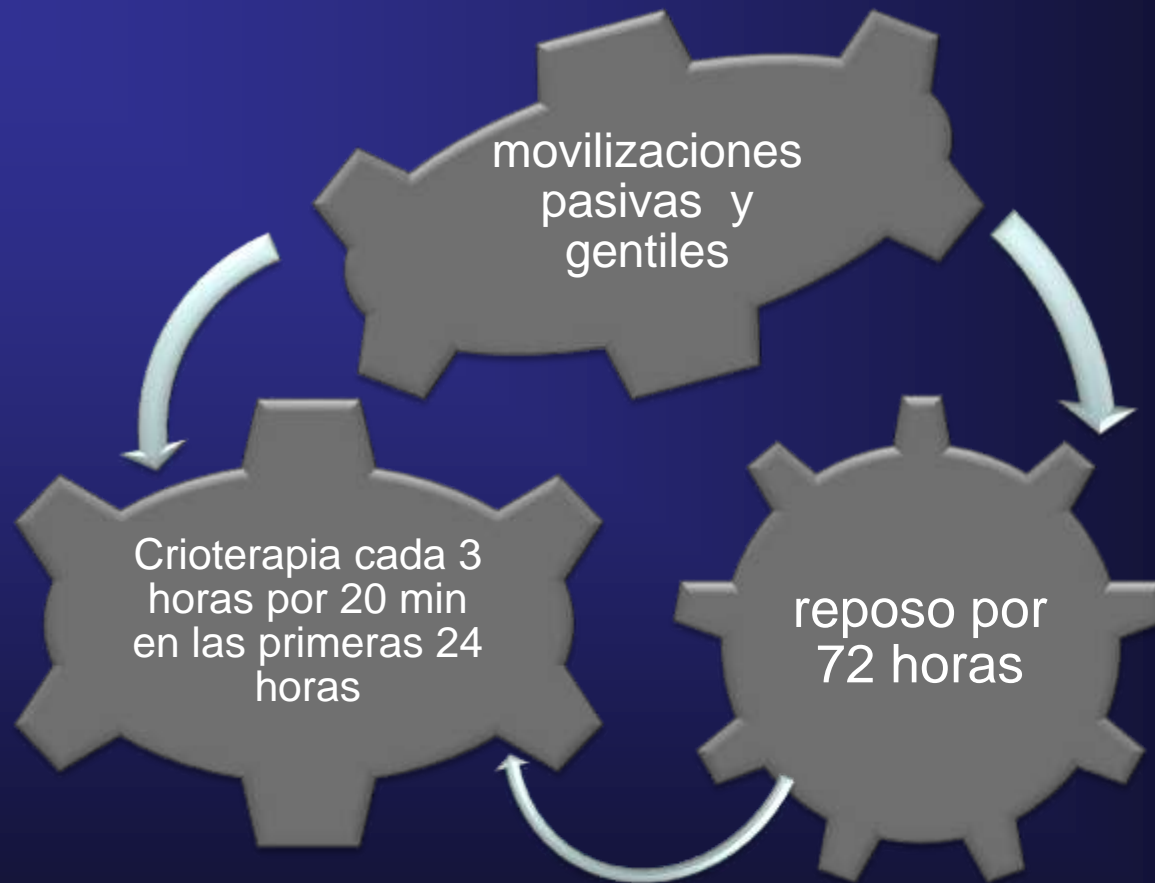 movilizaciones
pasivas y
gentiles
Crioterapia cada 3
horas por 20 min
en las primeras 24
horas
reposo por
72 horas